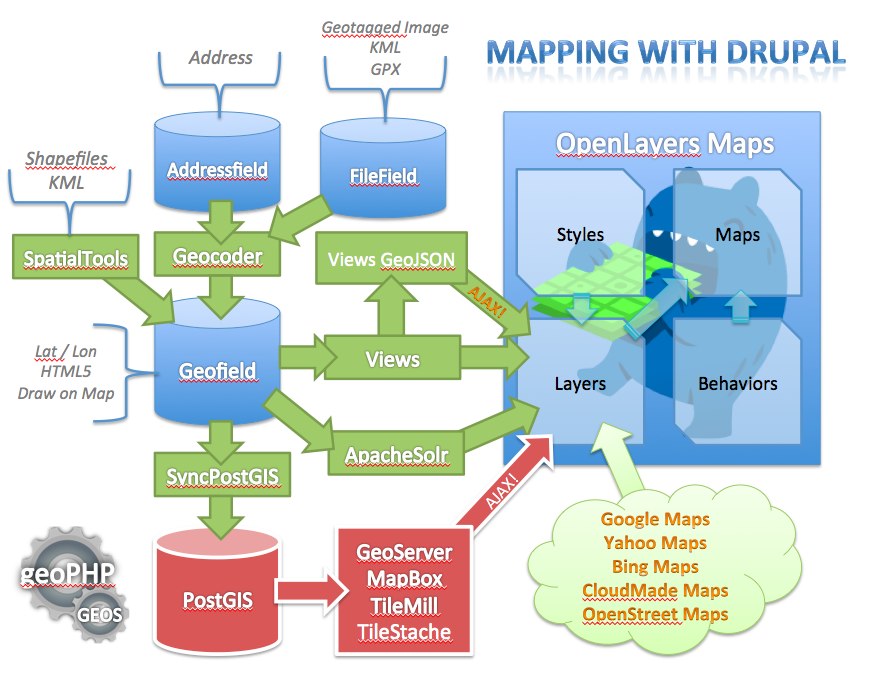 MAPPING WITH DRUPAL
Address
Geotagged Image
KML
GPX
Addressfield
FileField
Shapefiles
KML
SpatialTools
Geocoder
Views GeoJSON
AJAX!
Lat / Lon
HTML5
Draw on Map
Geofield
Views
ApacheSolr
SyncPostGIS
PostGIS
GeoServer
MapBox
TileMill
TileStache
AJAX!
geoPHP
GEOS
OpenLayers Maps
Styles
Maps
Layers
Behaviors
Google Maps
Yahoo Maps
Bing Maps
CloudMade Maps
OpenStreet Maps